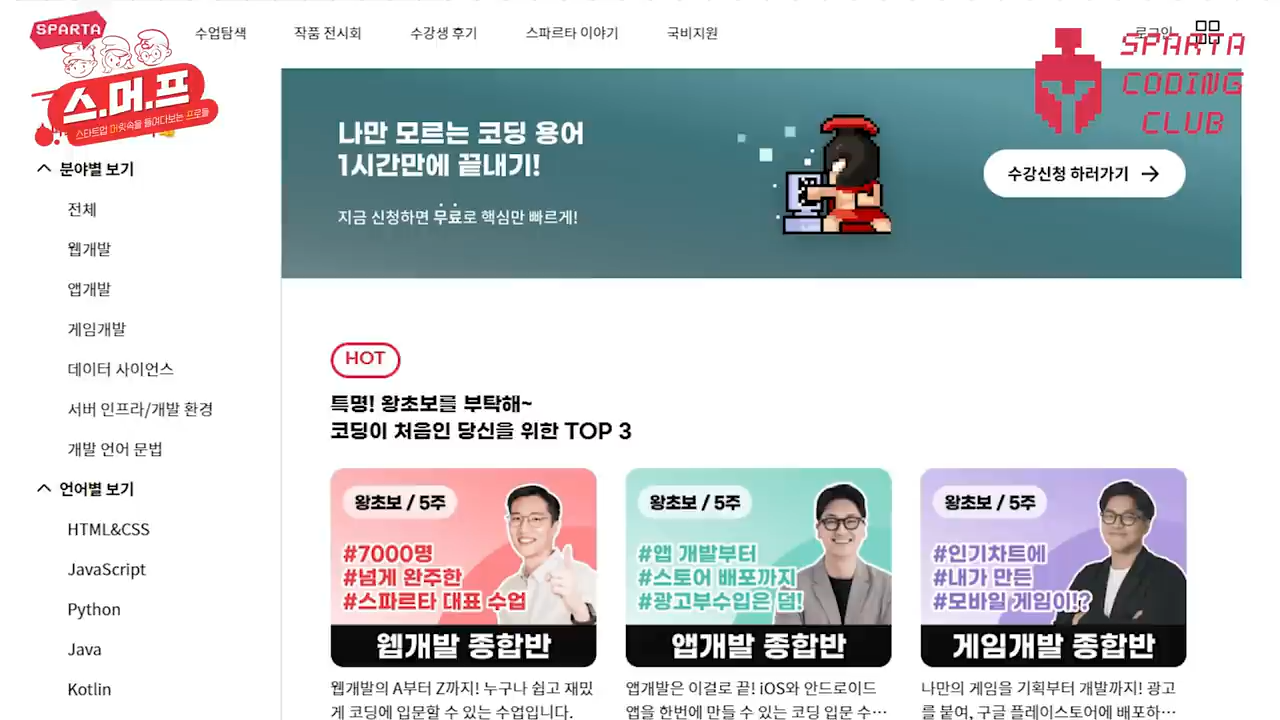 SPARTA
스.머.프
스타트업 머릿속을 들여다보는 프로들
수업탐색
작품 전시회
수강생 후기
스파르타 이야기
국비지원
로그인
SPARTA
CODING
CLUB
나만 모르는 코딩 용어
1시간만에 끝내기!
지금 신청하면 무료로 핵심만 빠르게!
수강신청 하러가기 →
분야별 보기
전체
웹개발
앱개발
게임개발
데이터 사이언스
서버 인프라/개발 환경
개발 언어 문법
언어별 보기
HTML&CSS
JavaScript
Python
Java
Kotlin
HOT
특명! 왕초보를 부탁해~
코딩이 처음인 당신을 위한 TOP 3
왕초보 / 5주
#7000명
#넘게 완주한
#스파르타 대표 수업
웹개발 종합반
웹개발의 A부터 Z까지! 누구나 쉽고 재밌
게 코딩에 입문할 수 있는 수업입니다.
왕초보 / 5주
#앱 개발부터
#스토어 배포까지
#광고부수입은 덤!
앱개발 종합반
앱개발은 이걸로 끝! iOS와 안드로이드
앱을 한번에 만들 수 있는 코딩 입문 수…
왕초보 / 5주
#인기차트에
#내가 만든
#모바일 게임이!?
게임개발 종합반
나만의 게임을 기획부터 개발까지! 광고
를 붙여, 구글 플레이스토어에 배포하…